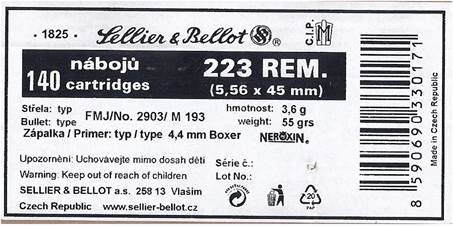 • 1825 • Sellier & Bellot S&B ® C.I.P.
140 nábojů cartridges 223 REM.
(5,56 x 45 mm)
Střela: typ FMJ/No. 2903/ M 193 hmotnost: 3,6 g
Bullet: type weight: 55 grs
Zápalka / Primer: typ / type 4,4 mm Boxer NEROXIN®
Upozornění: Uchovávejte mimo dosah dětí Série č.:
Warning: Keep out of reach of children Lot No.:
SELLIER & BELLOT a.s. 258 13 Vlašim
Czech Republic www.sellier-bellot.cz
20
PAP
8 590690 330171
Made in Czech Republic